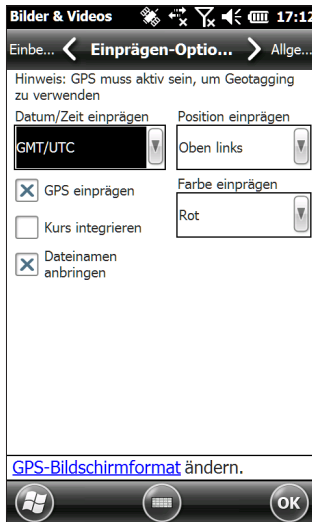 Bilder & Videos 17:12
Einbe... Einprägen-Optio... Allge...
Hinweis: GPS muss aktiv
sein, um Geotagging
zu verwenden
Datum/Zeit einprägen Position einprägen
GMT/UTC Oben links
GPS einprägen Farbe einprägen
Kurs integrieren Rot
Dateinamen
anbringen
GPS-Bildschirmformat ändern.
OK